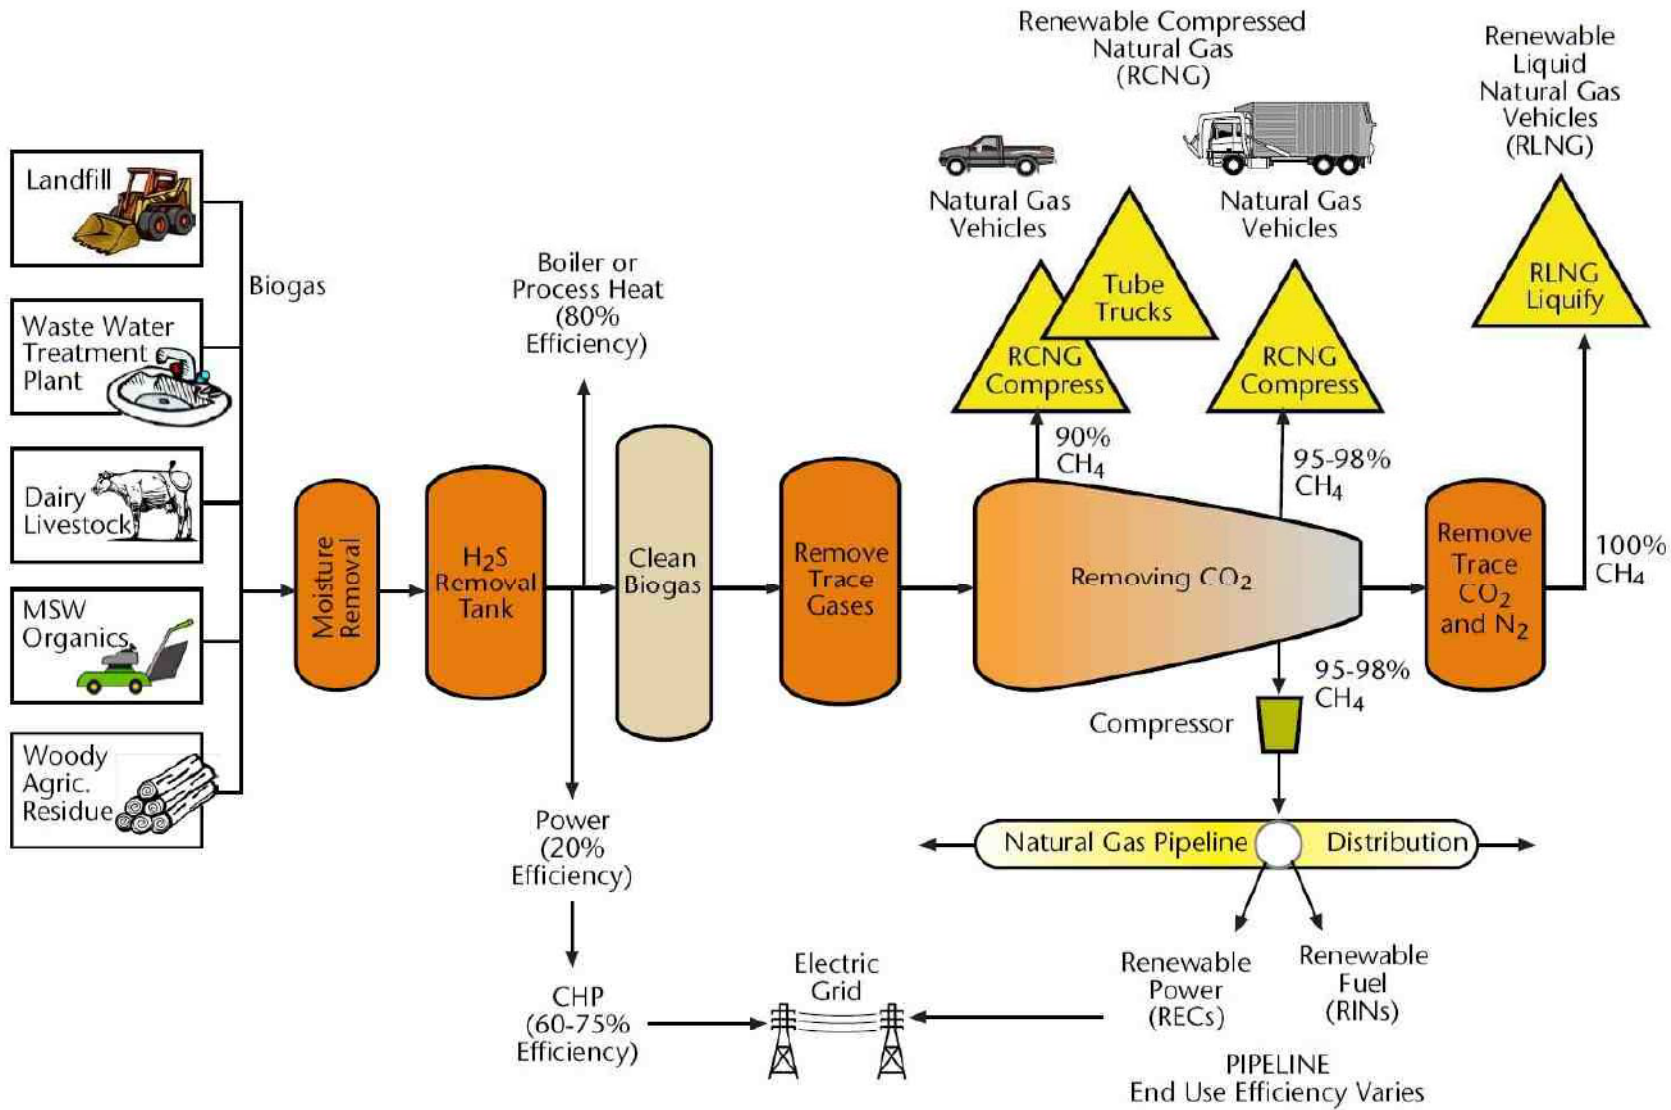 Renewable Compressed
Natural Gas
(RCNG)
Renewable
Liquid
Natural Gas
Vehicles
(RLNG)
Landfill
Natural Gas
Vehicles
Natural Gas
Vehicles
Biogas
Boiler or
Process Heat
(80%
Efficiency)
Tube
Trucks
RLNG
Liquify
Waste Water
Treatment
Plant
RCNG
Compress
RCNG
Compress
90%
CH4
95-98%
CH4
Dairy
Livestock
Moisture
Removal
H2S
Removal
Tank
Clean
Biogas
Remove
Trace
Gases
Removing CO2
Remove
Trace
CO2
and N2
100%
CH4
MSW
Organics
95-98%
CH4
Compressor
Woody
Agric.
Residue
Power
(20%
Efficiency)
Natural Gas Pipeline
Distribution
CHP
(60-75%
Efficiency)
Electric
Grid
Renewable
Power
(RECs)
Renewable
Fuel
(RINs)
PIPELINE
End Use Efficiency Varies